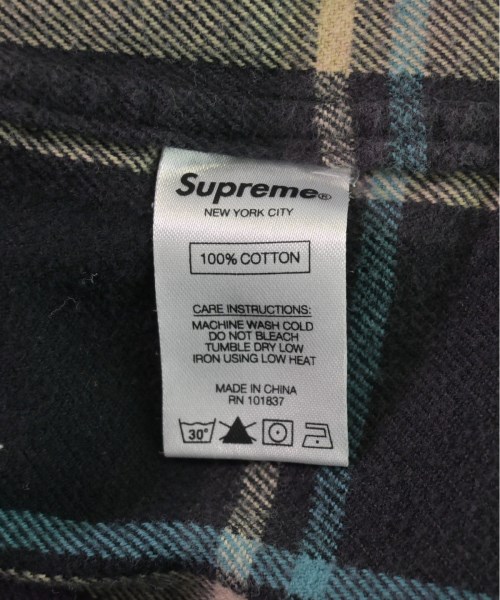 Supreme®
NEW YORK CITY
100% COTTON
CARE INSTRUCTIONS:
MACHINE WASH COLD
DO NOT BLEACH
TUMBLE DRY LOW
IRON USING LOW HEAT
MADE IN CHINA
RN 101837
30°